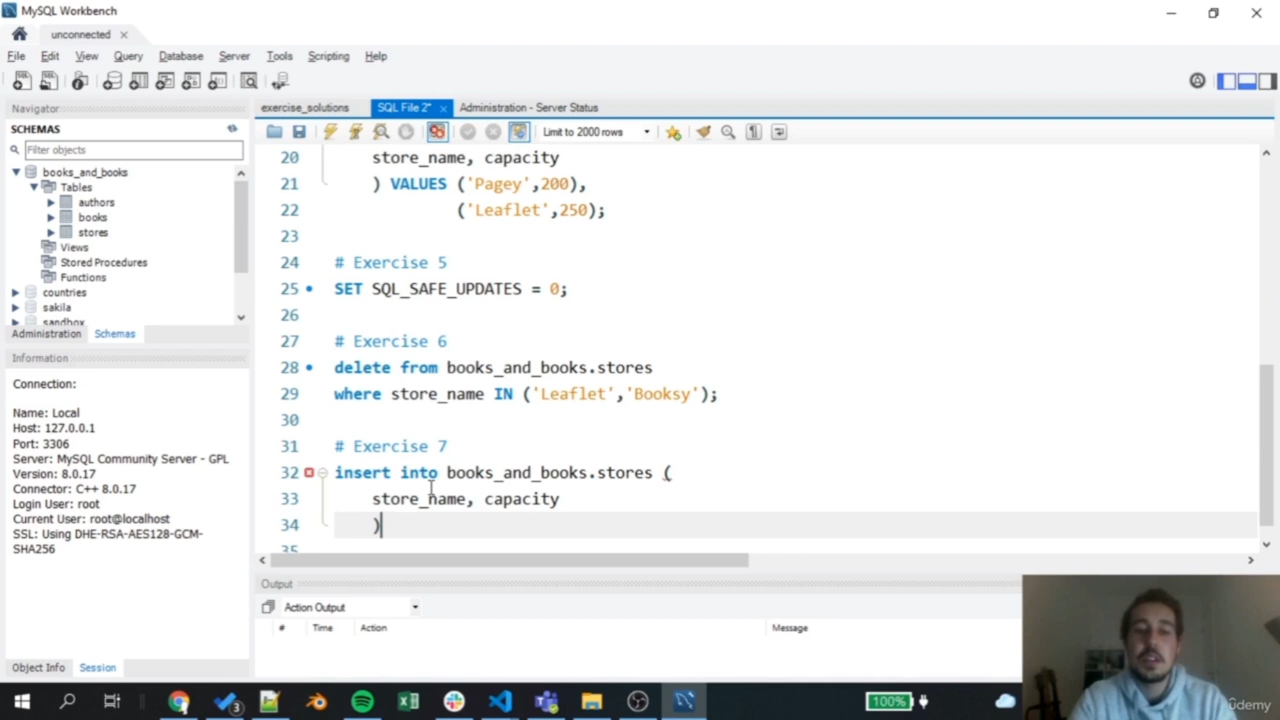 MySQL Workbench
unconnected
File Edit View Query Database Server Tools Scripting Help
Navigator
SCHEMAS
Filter objects
books_and_books
Tables
authors
books
stores
Views
Stored Procedures
Functions
countries
sakila
sandbox
Administration Schemas
Information
Connection:
Name: Local
Host: 127.0.0.1
Port: 3306
Server: MySQL Community Server - GPL
Version: 8.0.17
Connector: C++ 8.0.17
Login User: root
Current User: root@localhost
SSL: Using DHE-RSA-AES128-GCM-
SHA256
Object Info Session
exercise_solutions SQL File 2* Administration - Server Status
Limit to 2000 rows
20 store_name, capacity
21 ) VALUES ('Pagey',200),
22 ('Leaflet',250);
23
24 # Exercise 5
25 SET SQL_SAFE_UPDATES = 0;
26
27 # Exercise 6
28 delete from books_and_books.stores
29 where store_name IN ('Leaflet','Booksy');
30
31 # Exercise 7
32 insert into books_and_books.stores (
33 store_name, capacity
34 )
35
Output
Action Output
# Time Action Message
3
100%
ûdemy